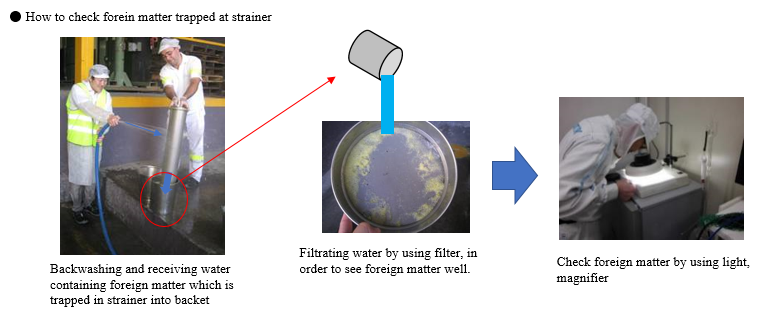 ● How to check forein matter trapped at strainer
Backwashing and receiving water
containing foreign matter which is
trapped in strainer into backet
Filtrating water by using filter, in
order to see foreign matter well.
Check foreign matter by using light,
magnifier